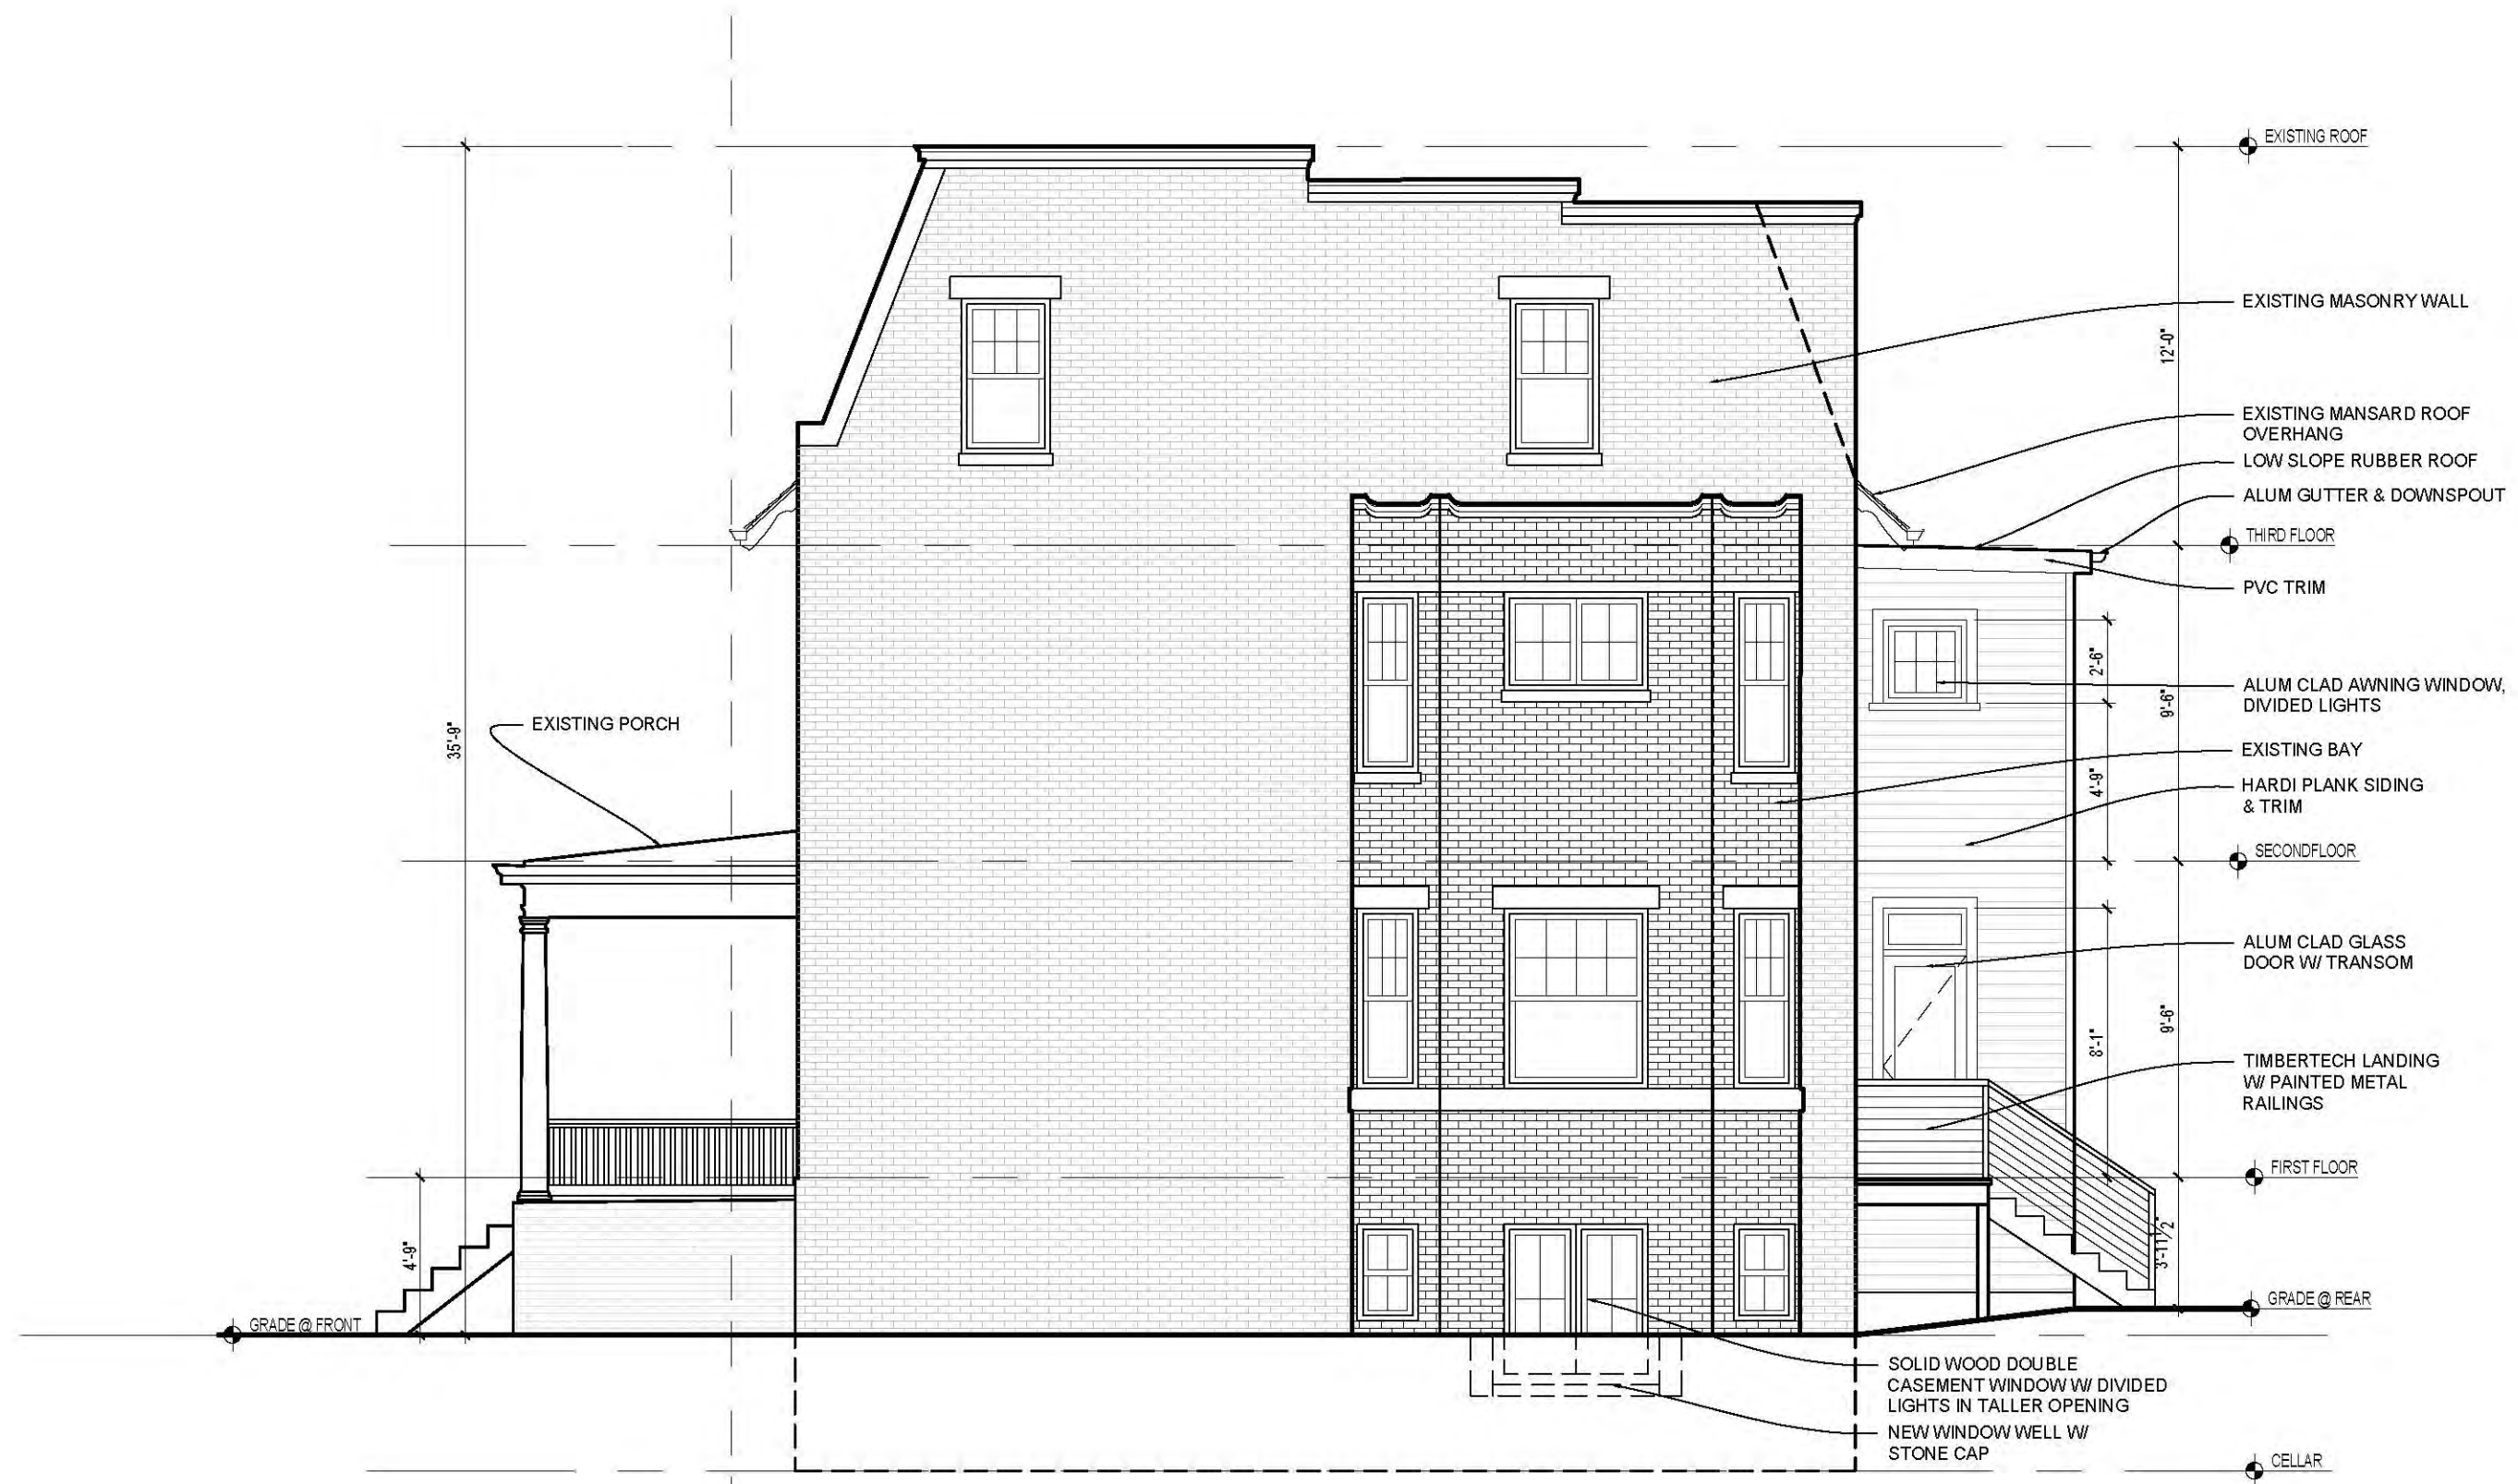 EXISTING ROOF
EXISTING MASONRY WALL
12'-0"
EXISTING MANSARD ROOF
OVERHANG
LOW SLOPE RUBBER ROOF
ALUM GUTTER & DOWNSPOUT
THIRD FLOOR
PVC TRIM
2'-6"
ALUM CLAD AWNING WINDOW,
DIVIDED LIGHTS
9'-6"
35'-9"
EXISTING PORCH
EXISTING BAY
4'-9"
HARDI PLANK SIDING
& TRIM
SECONDFLOOR
ALUM CLAD GLASS
DOOR W/ TRANSOM
9'-6"
8'-1"
TIMBERTECH LANDING
W/ PAINTED METAL
RAILINGS
FIRST FLOOR
4'-9"
3'-11 1/2"
GRADE @ REAR
GRADE @ FRONT
SOLID WOOD DOUBLE
CASEMENT WINDOW W/ DIVIDED
LIGHTS IN TALLER OPENING
NEW WINDOW WELL W/
STONE CAP
CELLAR